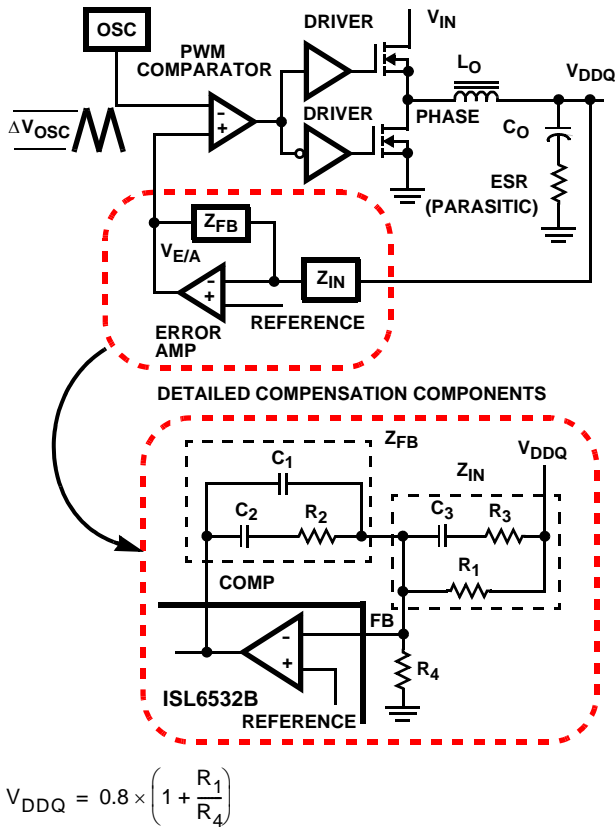 OSC
DRIVER
V_IN
PWM
COMPARATOR
L_O
V_DDQ
ΔV_OSC
-
+
DRIVER
PHASE
C_O
ESR
(PARASITIC)
Z_FB
V_E/A
-
+
Z_IN
REFERENCE
ERROR
AMP
DETAILED COMPENSATION COMPONENTS
Z_FB
V_DDQ
C_1
Z_IN
C_2
R_2
C_3
R_3
R_1
COMP
FB
-
+
R_4
ISL6532B
REFERENCE
V_DDQ = 0.8 × (1 + R_1/R_4)